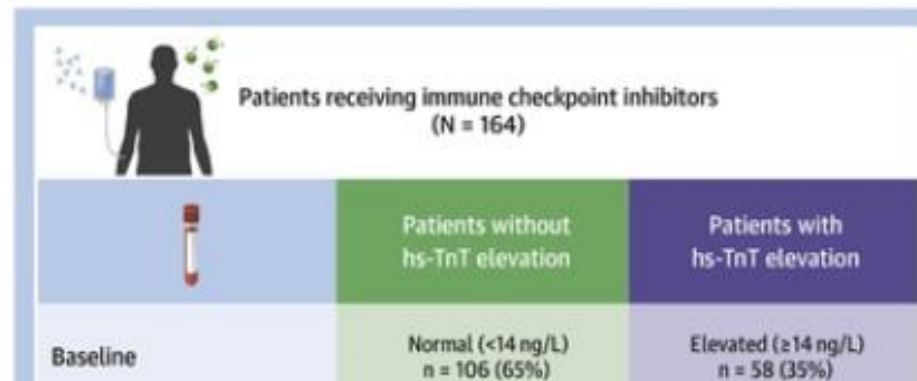 Patients receiving immune checkpoint inhibitors
(N = 164)
Patients without
hs-TnT elevation
Patients with
hs-TnT elevation
Baseline
Normal (<14 ng/L)
n = 106 (65%)
Elevated (≥14 ng/L)
n = 58 (35%)